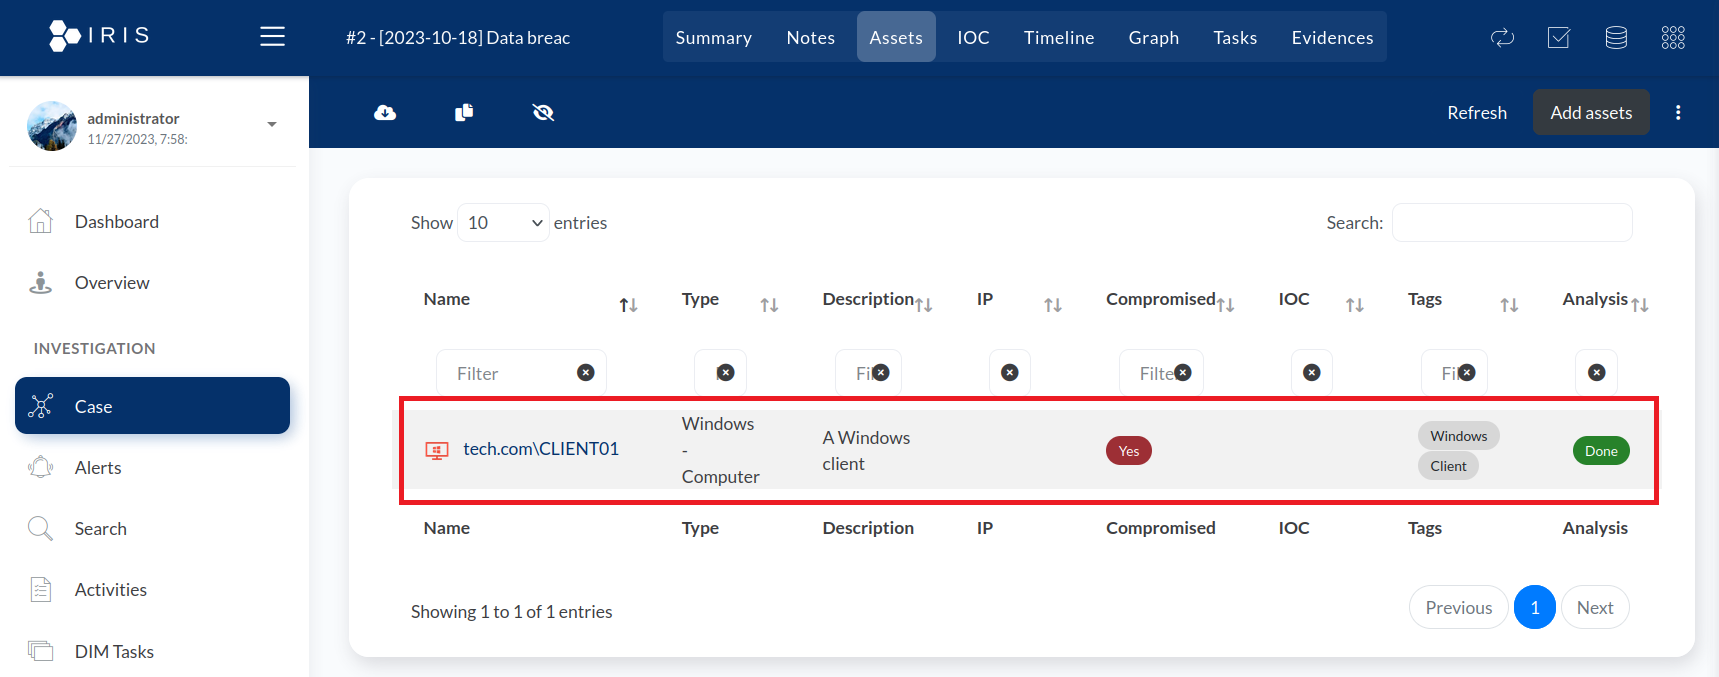 IRIS
#2 - [2023-10-18] Data breac
Summary Notes Assets IOC Timeline Graph Tasks Evidences
administrator
11/27/2023, 7:58:
Refresh Add assets
Dashboard
Overview
INVESTIGATION
Case
Alerts
Search
Activities
DIM Tasks
Show 10 entries Search:
Name Type Description IP Compromised IOC Tags Analysis
Filter Filte
tech.com\CLIENT01 Windows - Computer A Windows client Yes Windows Client Done
Name Type Description IP Compromised IOC Tags Analysis
Showing 1 to 1 of 1 entries
Previous 1 Next